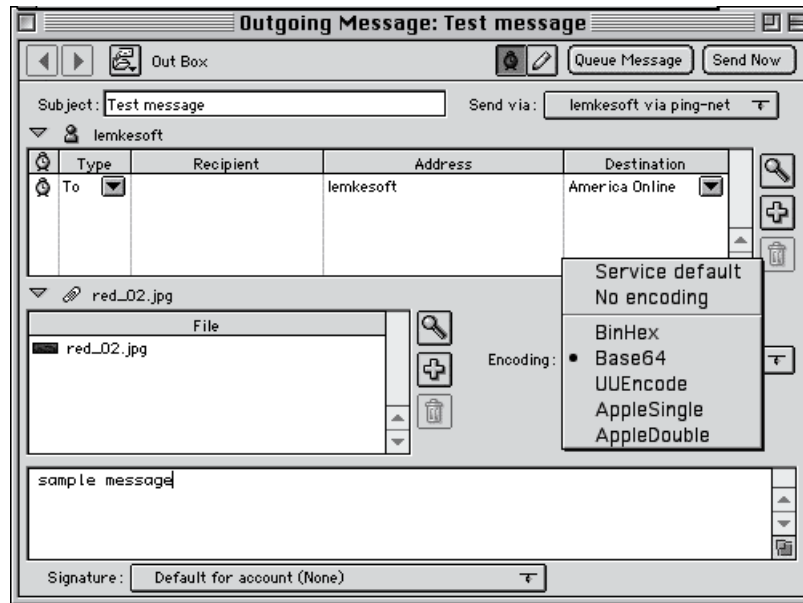 Outgoing Message: Test message
Out Box
Queue Message
Send Now
Subject: Test message
Send via: lemkesoft via ping-net
lemkesoft
Type Recipient Address Destination
To lemkesoft America Online
red_02.jpg
File
red_02.jpg
Encoding:
Service default
No encoding
BinHex
• Base64
UUEncode
AppleSingle
AppleDouble
sample message
Signature: Default for account (None)